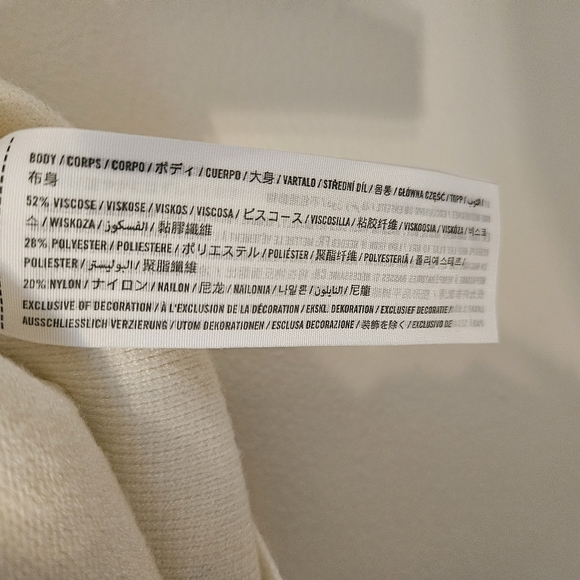 BODY / CORPS / CORPO / ボディ / CUERPO / 大身 / VARTALO / STŘEDNÍ DÍL / 몸통 / GŁÓWNA CZĘŚĆ / TOPP / الثوب /
布身
52% VISCOSE / VISKOSE / VISKOS / VISCOSA / ビスコース / VISCOSILLA / 粘胶纤维 / VISKOOSIA / VISKÓZA / 비스코
스 / WISKOZA / الفسكوز / 黏膠纖維
28% POLYESTER / POLIESTERE / ポリエステル / POLIÉSTER / 聚酯纤维 / POLYESTERIÄ / 폴리에스테르 /
POLIESTER / البوليستر / 聚脂纖維
20% NYLON / ナイロン / NAILON / 尼龙 / NAILONIA / 나일론 / النايلون / 尼龍
EXCLUSIVE OF DECORATION / À L'EXCLUSION DE LA DÉCORATION / EKSKL DEKORATION / EXCLUSIEF DECORATIE /
AUSSCHLIESSLICH VERZIERUNG / UTOM DEKORATIONEN / ESCLUSA DECORAZIONE / 装飾を除く / EXCLUSIVO DE